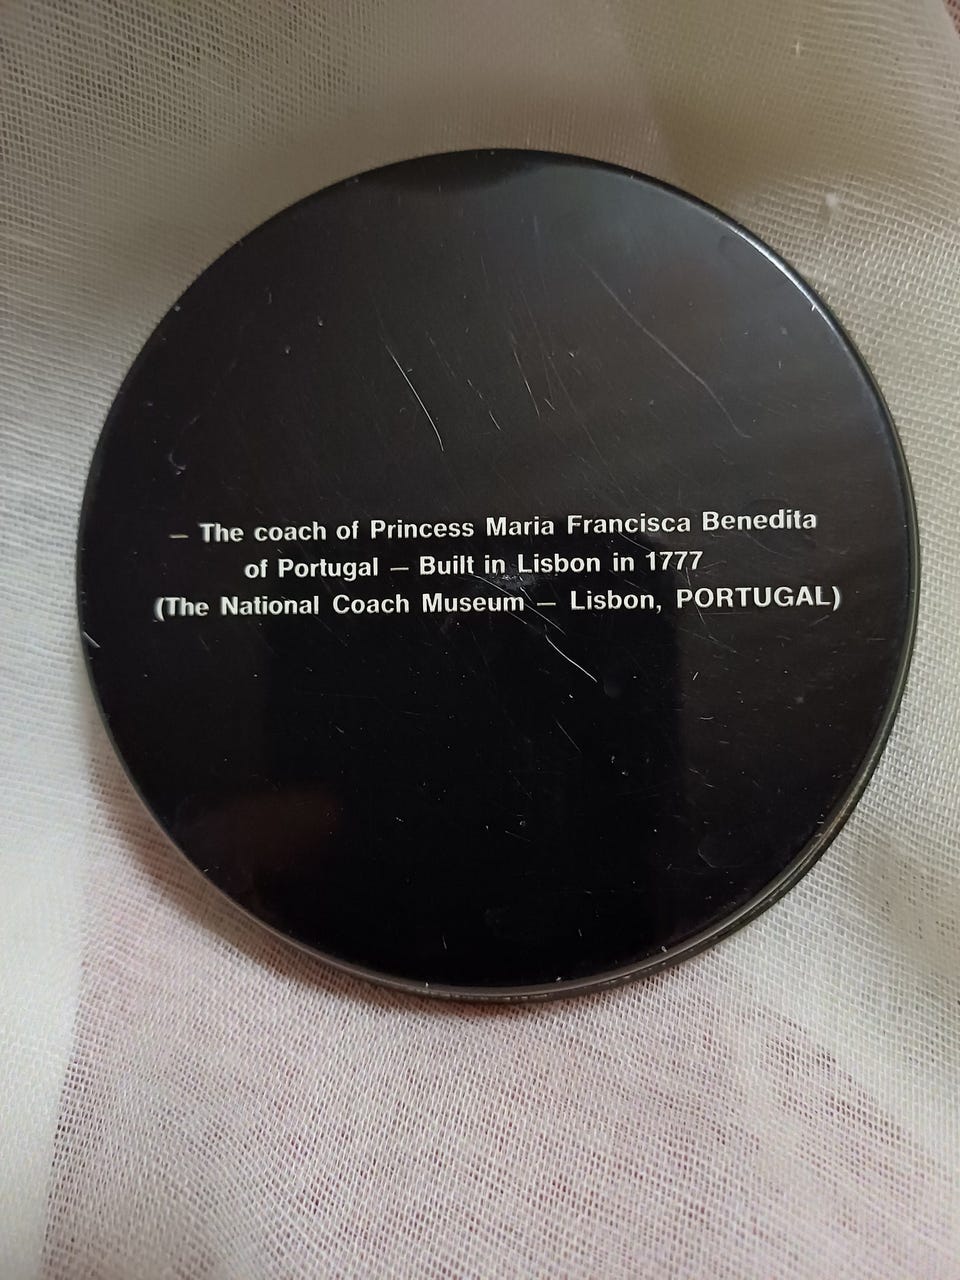 — The coach of Princess Maria Francisca Benedita
of Portugal — Built in Lisbon in 1777
(The National Coach Museum — Lisbon, PORTUGAL)